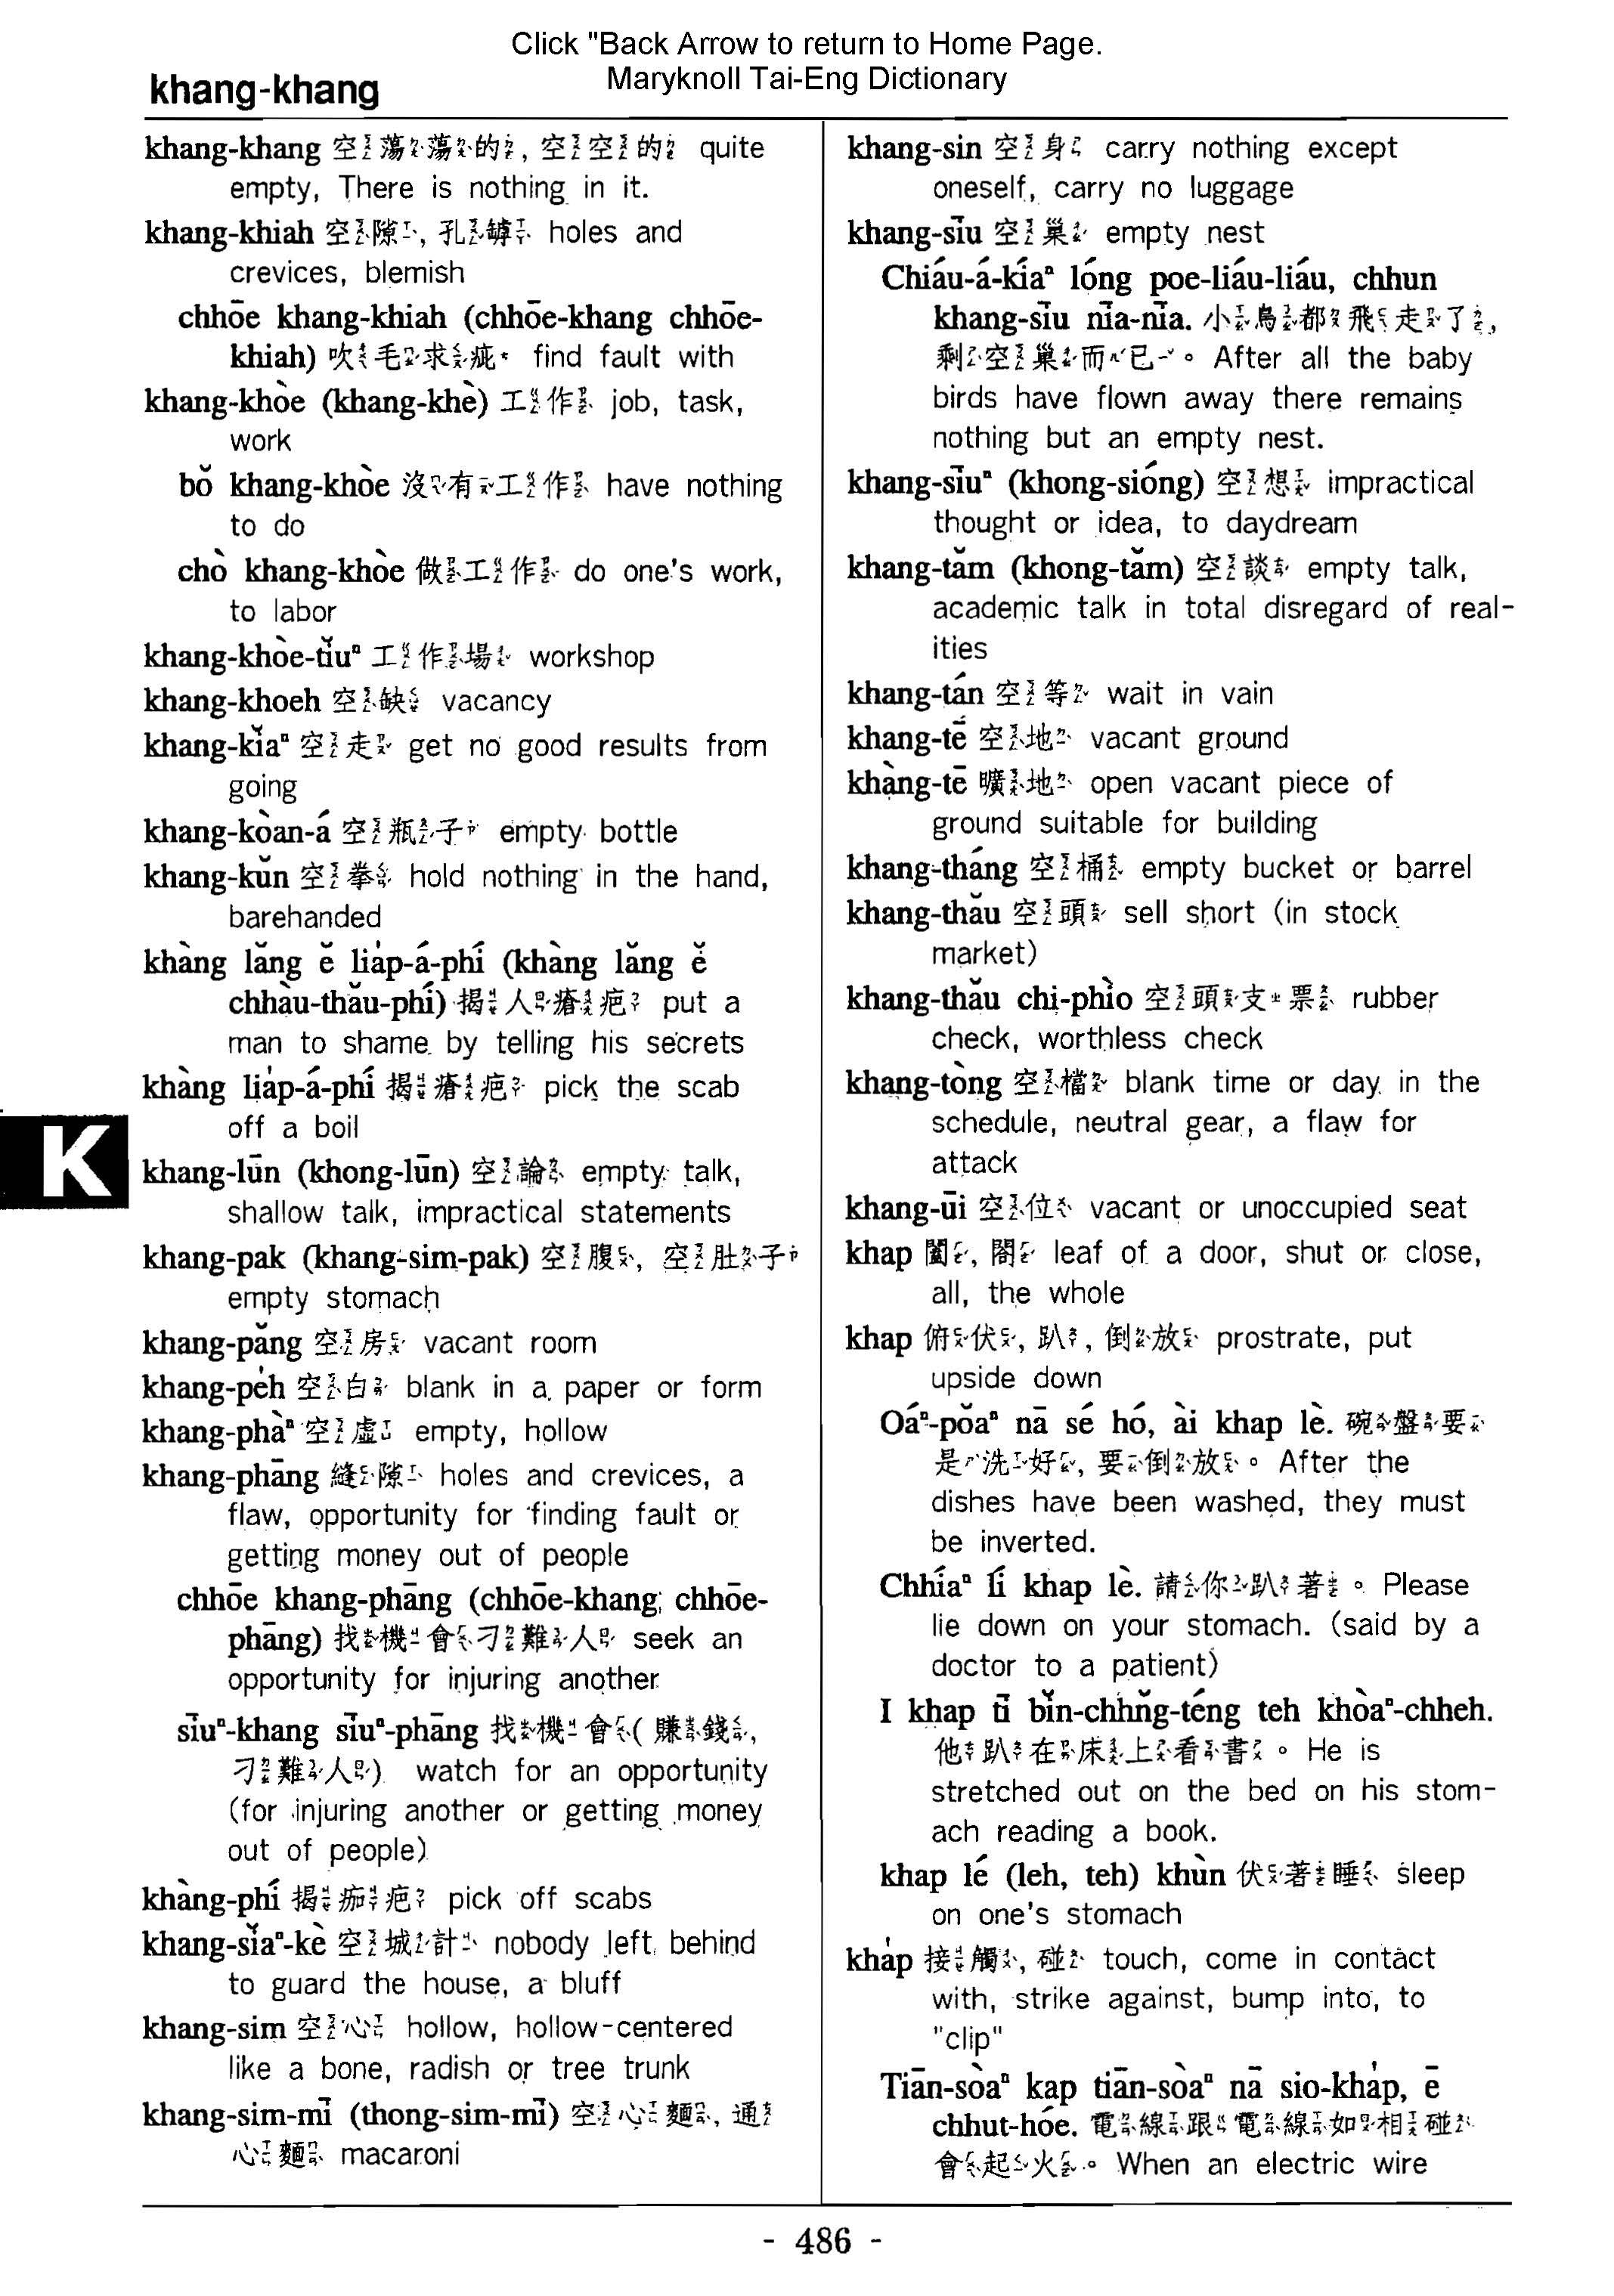 Click "Back Arrow to return to Home Page.
Maryknoll Tai-Eng Dictionary
khang-khang
khang-khang 空蕩蕩的, 空空的 quite
empty, There is nothing in it.
khang-khiah 空隙, 孔罅 holes and
crevices, blemish
chhōe khang-khiah (chhōe-khang chhōe-
khiah) 吹毛求疵 find fault with
khang-khòe (khang-khè) 工作 job, task,
work
bŏ khang-khòe 沒有工作 have nothing
to do
chò khang-khòe 做工作 do one's work,
to labor
khang-khòe-tĭuⁿ 工作場 workshop
khang-khoeh 空缺 vacancy
khang-kĭaⁿ 空走 get no good results from
going
khang-kòan-á 空瓶子 empty bottle
khang-kŭn 空拳 hold nothing in the hand,
barehanded
khàng lăng ĕ lia̍p-á-phí (khàng lăng ĕ
chhàu-thău-phí) 揭人瘡疤 put a
man to shame by telling his secrets
khàng lia̍p-á-phí 揭瘡疤 pick the scab
off a boil
khang-lūn (khong-lūn) 空論 empty talk,
shallow talk, impractical statements
khang-pak (khang-sim-pak) 空腹, 空肚子
empty stomach
khang-păng 空房 vacant room
khang-pe̍h 空白 blank in a paper or form
khang-phàⁿ 空虛 empty, hollow
khang-phāng 縫隙 holes and crevices, a
flaw, opportunity for finding fault or
getting money out of people
chhōe khang-phāng (chhōe-khang chhōe-
phāng) 找機會刁難人 seek an
opportunity for injuring another
sīuⁿ-khang sīuⁿ-phāng 找機會(賺錢,
刁難人) watch for an opportunity
(for injuring another or getting money
out of people)
khàng-phí 揭痂疤 pick off scabs
khang-sĭaⁿ-kè 空城計 nobody left behind
to guard the house, a bluff
khang-sim 空心 hollow, hollow-centered
like a bone, radish or tree trunk
khang-sim-mī (thong-sim-mī) 空心麵, 通
心麵 macaroni
K
khang-sin 空身 carry nothing except
oneself, carry no luggage
khang-sīu 空巢 empty nest
Chiáu-á-kíaⁿ lóng poe-liáu-liáu, chhun
khang-sīu nīa-nīa. 小鳥都飛走了,
剩空巢而已。 After all the baby
birds have flown away there remains
nothing but an empty nest.
khang-sīuⁿ (khong-sióng) 空想 impractical
thought or idea, to daydream
khang-tăm (khong-tăm) 空談 empty talk,
academic talk in total disregard of real-
ities
khang-tán 空等 wait in vain
khang-tē 空地 vacant ground
khàng-tē 曠地 open vacant piece of
ground suitable for building
khang-tháng 空桶 empty bucket or barrel
khang-thău 空頭 sell short (in stock
market)
khang-thău chi-phìo 空頭支票 rubber
check, worthless check
khang-tòng 空檔 blank time or day in the
schedule, neutral gear, a flaw for
attack
khang-ūi 空位 vacant or unoccupied seat
khap 闔, 閤 leaf of a door, shut or close,
all, the whole
khap 俯伏, 趴, 倒放 prostrate, put
upside down
Oáⁿ-pŏaⁿ nā sé hó, ài khap lè. 碗盤要
是洗好, 要倒放。 After the
dishes have been washed, they must
be inverted.
Chhíaⁿ lí khap lè. 請你趴著。 Please
lie down on your stomach. (said by a
doctor to a patient)
I khap tī bĭn-chhn̆g-téng teh khòaⁿ-chheh.
他趴在床上看書。 He is
stretched out on the bed on his stom-
ach reading a book.
khap lé (leh, teh) khùn 伏著睡 sleep
on one's stomach
kha̍p 接觸, 碰 touch, come in contact
with, strike against, bump into, to
"clip"
Tiān-sòaⁿ kap tiān-sòaⁿ nā sio-kha̍p, ē
chhut-hóe. 電線跟電線如相碰
會起火。 When an electric wire
- 486 -